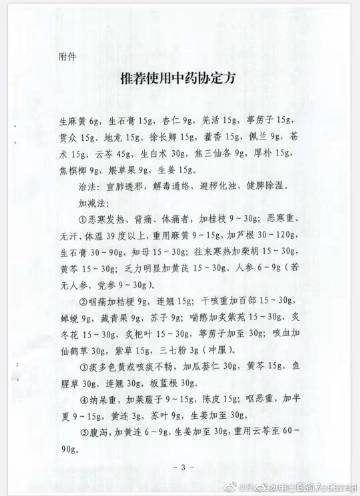 附件
推荐使用中药协定方
生麻黄 6g，生石膏 15g，杏仁 9g，羌活 15g，葶苈子 15g，
贯众 15g、地龙 15g、徐长卿 15g，藿香 15g，佩兰 9g，苍
术 15g，云苓 45g，生白术 30g，焦三仙各 9g，厚朴 15g，
焦槟榔 9g，煨草果 9g，生姜 15g。
治法：宣肺透邪，解毒通络，避秽化浊，健脾除湿。
加减法：
①恶寒发热、背痛、体痛者，加桂枝 9～30g；恶寒重、
无汗，体温 39 度以上，重用麻黄 9～15g，加芦根 30～120g，
生石膏 30～90g，知母 15～30g；往来寒热加柴胡 15～30g，
黄芩 15～30g；乏力明显加黄芪 15～30g，人参 6～9g（若
无人参，党参 9～30g）。
②咽痛加桔梗 9g，连翘 15g；干咳重加百部 15～30g，
蝉蜕 9g，藏青果 9g，苏子 9g；喘憋加炙紫菀 15～30g，炙
冬花 15～30g，炙杷叶 15～30g，葶苈子加至 30g；咳血加
仙鹤草 30g，紫草 15g，三七粉 3g（冲服）。
③痰多色黄或咳痰不畅，加瓜蒌仁 30g，黄芩 15g，鱼
腥草 30g，连翘 30g，板蓝根 30g。
④纳呆重，加莱菔子 9～15g，陈皮 15g；呕恶重，加半
夏 9～15g，黄连 3g，苏叶 9g，生姜加至 30g。
⑤腹泻，加黄连 6～9g，生姜加至 30g，重用云苓至 60～
90g。
- 3 -